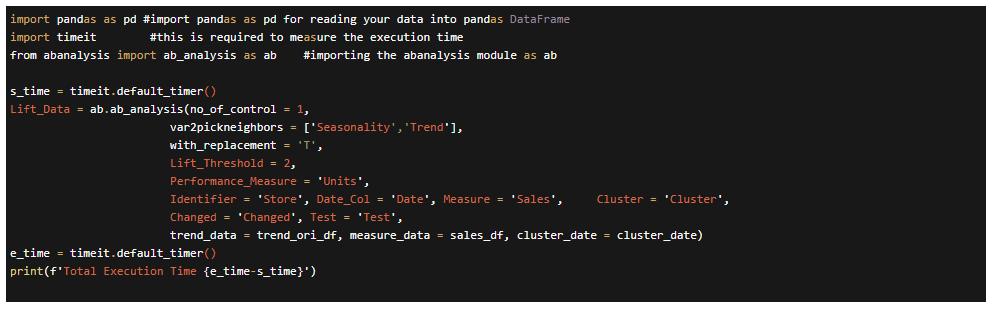 import pandas as pd #import pandas as pd for reading your data into pandas DataFrame
import timeit        #this is required to measure the execution time
from abanalysis import ab_analysis as ab    #importing the abanalysis module as ab
s_time = timeit.default_timer()
Lift_Data = ab.ab_analysis(no_of_control = 1,
                        var2pickneighbors = ['Seasonality','Trend'],
                        with_replacement = 'T',
                        Lift_Threshold = 2,
                        Performance_Measure = 'Units',
                        Identifier = 'Store', Date_Col = 'Date', Measure = 'Sales',     Cluster = 'Cluster',
                        Changed = 'Changed', Test = 'Test',
                        trend_data = trend_ori_df, measure_data = sales_df, cluster_date = cluster_date)
e_time = timeit.default_timer()
print(f'Total Execution Time {e_time-s_time}')